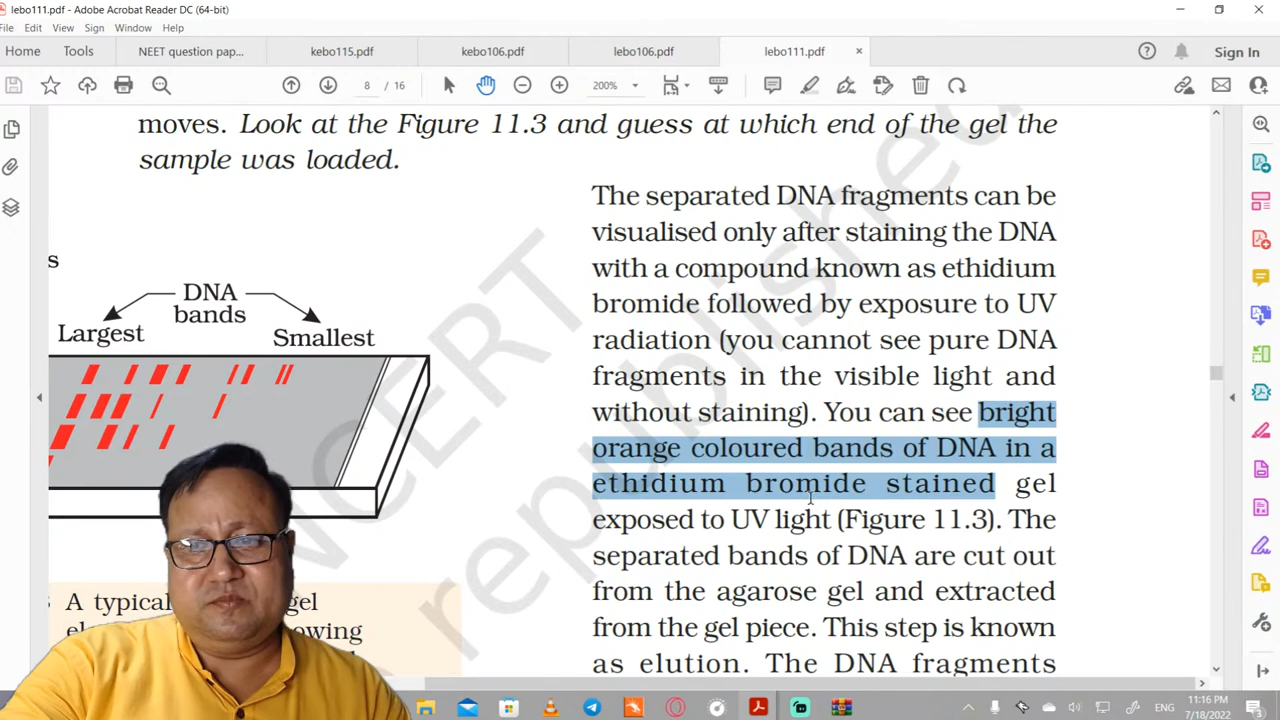 lebo111.pdf - Adobe Acrobat Reader DC (64-bit)
File Edit View Sign Window Help
Home Tools NEET question pap... kebo115.pdf kebo106.pdf lebo106.pdf lebo111.pdf × Sign In
8 / 16 200%
moves. Look at the Figure 11.3 and guess at which end of the gel the
sample was loaded.
s
DNA
bands
Largest
Smallest
A typical gel
showing
The separated DNA fragments can be
visualised only after staining the DNA
with a compound known as ethidium
bromide followed by exposure to UV
radiation (you cannot see pure DNA
fragments in the visible light and
without staining). You can see bright
orange coloured bands of DNA in a
ethidium bromide stained gel
exposed to UV light (Figure 11.3). The
separated bands of DNA are cut out
from the agarose gel and extracted
from the gel piece. This step is known
as elution. The DNA fragments
NCERT
republished
ENG
11:16 PM
7/18/2022
3